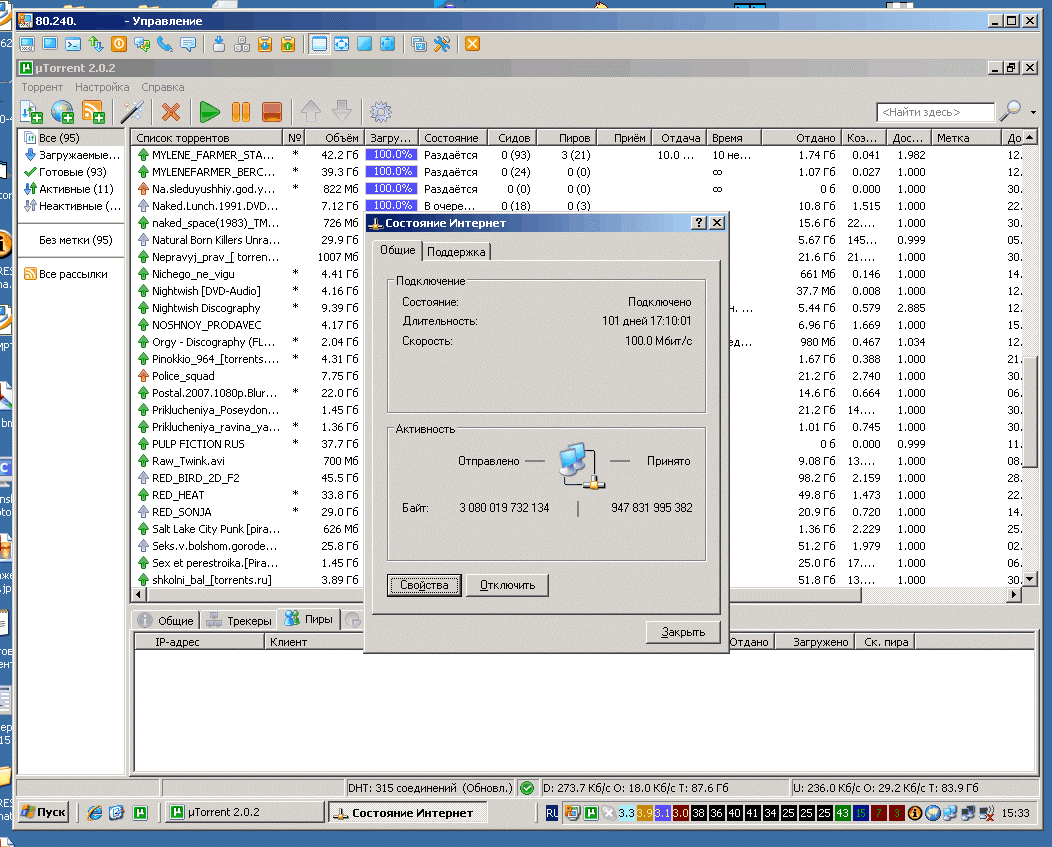 80.240. - Управление
µTorrent 2.0.2
Торрент Настройка Справка
<Найти здесь>
Все (95)
Загружаемые...
Готовые (93)
Активные (11)
Неактивные (...
Без метки (95)
Все рассылки
Список торрентов № Объём Загру... Состояние Сидов Пиров Приём Отдача Время Отдано Коэ... Дос... Метка До
MYLENE_FARMER_STA... * 42.2 Гб 100.0% Раздаётся 0 (93) 3 (21) 10.0 ... 10 не... 1.74 Гб 0.041 1.982 12.
MYLENEFARMER_BERC... * 39.3 Гб 100.0% Раздаётся 0 (24) 0 (0) ∞ 1.07 Гб 0.027 1.000 12.
Na.sleduyushhiy.god.y... * 822 Мб 100.0% Раздаётся 0 (0) 0 (0) ∞ 0 б 0.000 1.000 30.
Naked.Lunch.1991.DVD... 7.12 Гб 100.0% В очере... 0 (18) 0 (3) 10.8 Гб 1.515 1.000 22.
naked_space(1983)_TM... 726 Мб 15.6 Гб 22.... 1.000 30.
Natural Born Killers Unra... 29.9 Гб 5.67 Гб 145... 0.999 05.
Nepravyj_prav_[ torren... 1007 Мб 21.6 Гб 21.... 1.000 30.
Nichego_ne_vigu * 4.41 Гб 661 Мб 0.146 1.000 14.
Nightwish [DVD-Audio] * 4.16 Гб 37.7 Мб 0.008 1.000 12.
Nightwish Discography * 9.39 Гб н. ... 5.44 Гб 0.579 2.885 12.
NOSHNOY_PRODAVEC 4.17 Гб 6.96 Гб 1.669 1.000 15.
Orgy - Discography (FL... * 2.04 Гб ед... 980 Мб 0.467 1.034 12.
Pinokkio_964_[torrents.... * 4.31 Гб 1.67 Гб 0.388 1.000 21.
Police_squad 7.75 Гб 21.2 Гб 2.740 1.000 30.
Postal.2007.1080p.Blur... * 22.0 Гб 14.6 Гб 0.664 1.000 06.
Priklucheniya_Poseydon... 1.45 Гб 21.2 Гб 14.... 1.000 30.
Priklucheniya_ravina_ya... * 1.36 Гб 1.01 Гб 0.745 1.000 30.
PULP FICTION RUS * 37.7 Гб 0 б 0.000 0.999 11.
Raw_Twink.avi 700 Мб 9.08 Гб 13.... 1.000 08.
RED_BIRD_2D_F2 45.5 Гб 98.2 Гб 2.159 1.000 28.
RED_HEAT * 33.8 Гб 49.8 Гб 1.473 1.000 22.
RED_SONJA * 29.0 Гб 20.9 Гб 0.720 1.000 14.
Salt Lake City Punk [pira... 626 Мб 1.36 Гб 2.229 1.000 25.
Seks.v.bolshom.gorode... 25.8 Гб 51.2 Гб 1.979 1.000 02.
Sex et perestroika.[Pira... 1.45 Гб 25.0 Гб 17.... 1.000 06.
shkolni_bal_[torrents.ru] 3.89 Гб 51.8 Гб 13.... 1.000 30.
Состояние Интернет
Общие Поддержка
Подключение
Состояние: Подключено
Длительность: 101 дней 17:10:01
Скорость: 100.0 Мбит/с
Активность
Отправлено Принято
Байт: 3 080 019 732 134 947 831 995 382
Свойства Отключить
Закрыть
Общие Трекеры Пиры
IP-адрес Клиент Отдано Загружено Ск. пира
DHT: 315 соединений (Обновл.) D: 273.7 Кб/с O: 18.0 Кб/с T: 87.6 Гб U: 236.0 Кб/с O: 29.2 Кб/с T: 83.9 Гб
Пуск µTorrent 2.0.2 Состояние Интернет RU 3.3 3.9 3.1 3.0 38 36 40 41 34 25 25 25 43 15 7 3 15:33